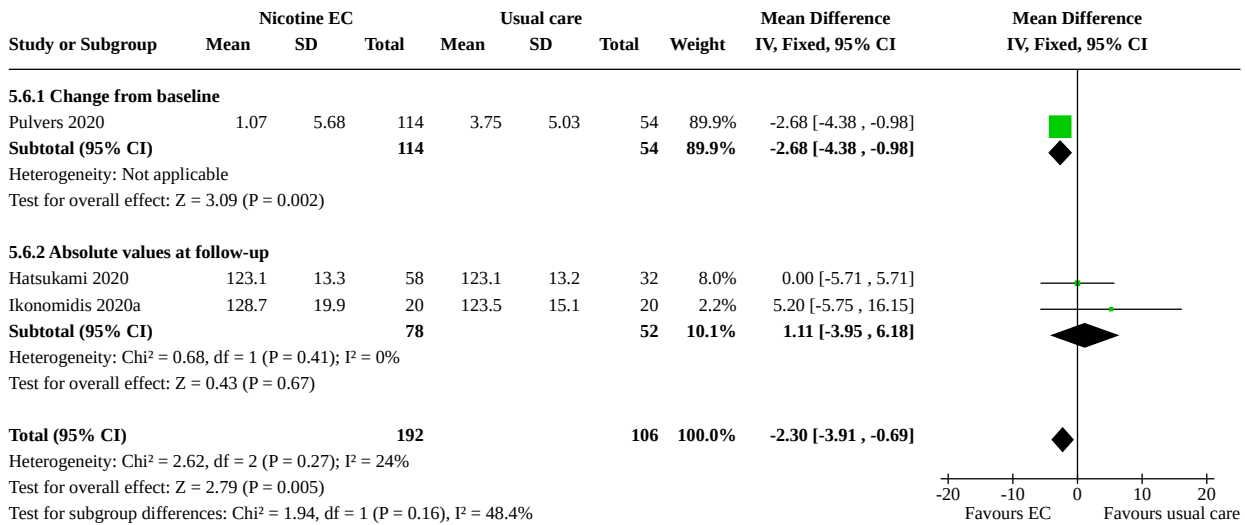 Nicotine EC Usual care Mean Difference Mean Difference
Study or Subgroup Mean SD Total Mean SD Total Weight IV, Fixed, 95% CI IV, Fixed, 95% CI
5.6.1 Change from baseline
Pulvers 2020 1.07 5.68 114 3.75 5.03 54 89.9% -2.68 [-4.38 , -0.98]
Subtotal (95% CI) 114 54 89.9% -2.68 [-4.38 , -0.98]
Heterogeneity: Not applicable
Test for overall effect: Z = 3.09 (P = 0.002)
5.6.2 Absolute values at follow-up
Hatsukami 2020 123.1 13.3 58 123.1 13.2 32 8.0% 0.00 [-5.71 , 5.71]
Ikonomidis 2020a 128.7 19.9 20 123.5 15.1 20 2.2% 5.20 [-5.75 , 16.15]
Subtotal (95% CI) 78 52 10.1% 1.11 [-3.95 , 6.18]
Heterogeneity: Chi² = 0.68, df = 1 (P = 0.41); I² = 0%
Test for overall effect: Z = 0.43 (P = 0.67)
Total (95% CI) 192 106 100.0% -2.30 [-3.91 , -0.69]
Heterogeneity: Chi² = 2.62, df = 2 (P = 0.27); I² = 24%
Test for overall effect: Z = 2.79 (P = 0.005) -20 -10 0 10 20
Test for subgroup differences: Chi² = 1.94, df = 1 (P = 0.16), I² = 48.4% Favours EC Favours usual care